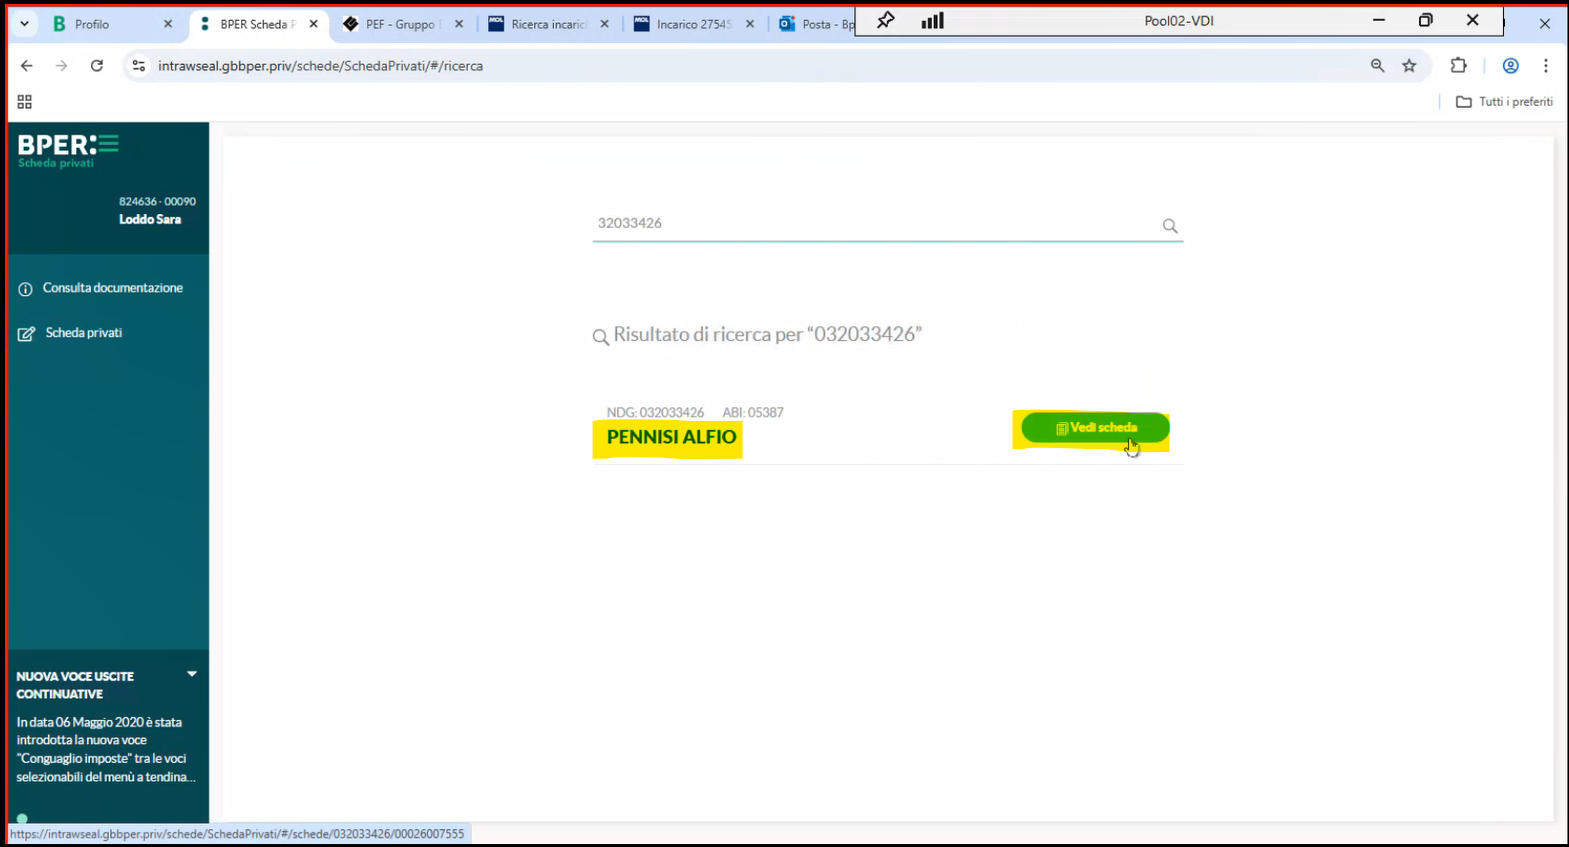 Profilo
BPER Scheda P
PEF - Gruppo
Ricerca incaric
Incarico 27545
Posta - Bp
Pool02-VDI
intrawseal.gbbper.priv/schede/SchedaPrivati/#/ricerca
Tutti i preferiti
BPER:
Scheda privati
824636 - 00090
Loddo Sara
Consulta documentazione
Scheda privati
32033426
Risultato di ricerca per “032033426”
NDG: 032033426 ABI: 05387
PENNISI ALFIO
Vedi scheda
NUOVA VOCE USCITE
CONTINUATIVE
In data 06 Maggio 2020 è stata
introdotta la nuova voce
"Conguaglio imposte" tra le voci
selezionabili del menù a tendina...
https://intrawseal.gbbper.priv/schede/SchedaPrivati/#/schede/032033426/00026007555